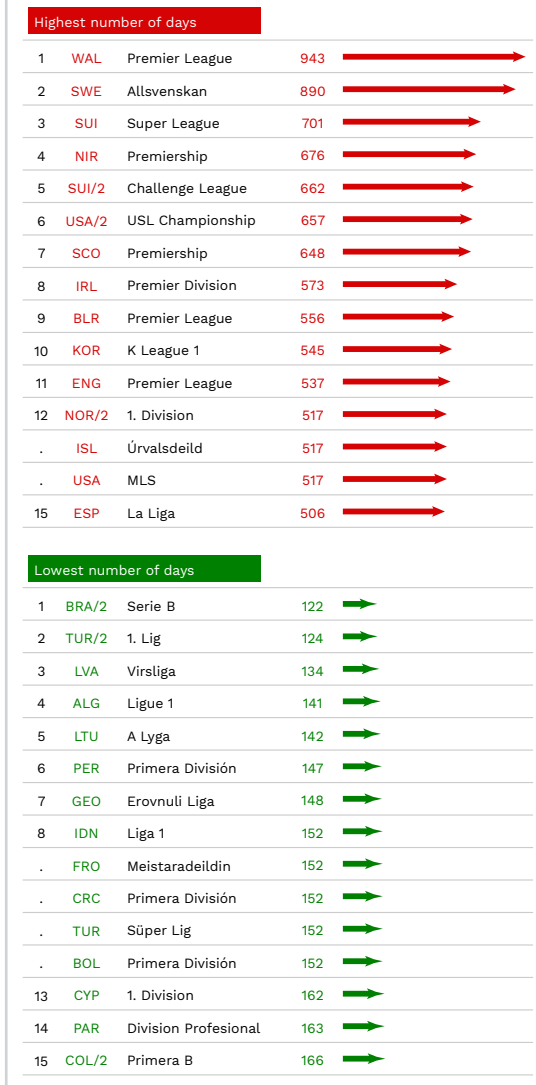 Highest number of days
1 WAL Premier League 943
2 SWE Allsvenskan 890
3 SUI Super League 701
4 NIR Premiership 676
5 SUI/2 Challenge League 662
6 USA/2 USL Championship 657
7 SCO Premiership 648
8 IRL Premier Division 573
9 BLR Premier League 556
10 KOR K League 1 545
11 ENG Premier League 537
12 NOR/2 1. Division 517
. ISL Úrvalsdeild 517
. USA MLS 517
15 ESP La Liga 506
Lowest number of days
1 BRA/2 Serie B 122
2 TUR/2 1. Lig 124
3 LVA Virsliga 134
4 ALG Ligue 1 141
5 LTU A Lyga 142
6 PER Primera División 147
7 GEO Erovnuli Liga 148
8 IDN Liga 1 152
. FRO Meistaradeildin 152
. CRC Primera División 152
. TUR Süper Lig 152
. BOL Primera División 152
13 CYP 1. Division 162
14 PAR Division Profesional 163
15 COL/2 Primera B 166